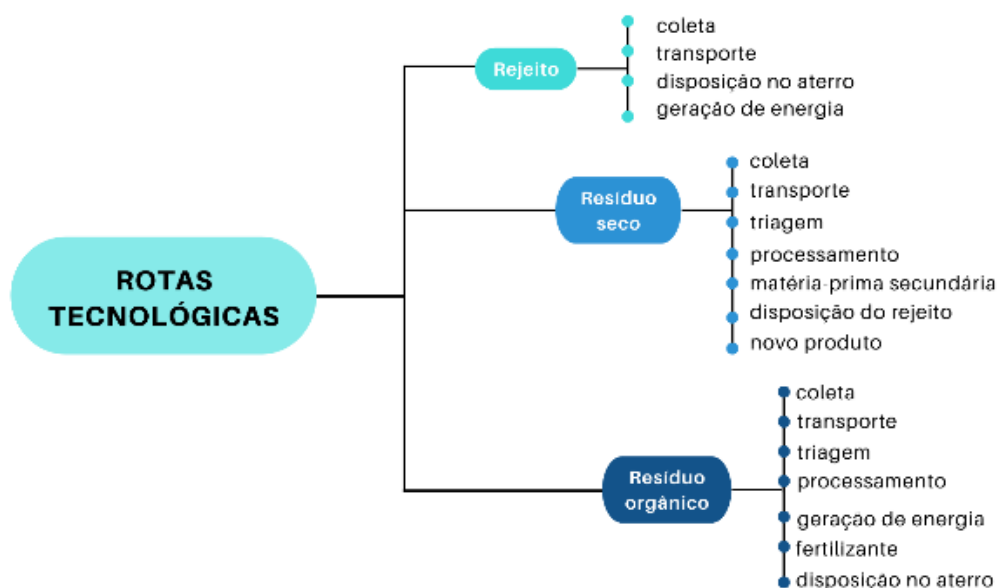 ROTAS
TECNOLÓGICAS
Rejeito
coleta
transporte
disposição no aterro
geração de energia
Resíduo
seco
coleta
transporte
triagem
processamento
matéria-prima secundária
disposição do rejeito
novo produto
Resíduo
orgânico
coleta
transporte
triagem
processamento
geração de energia
fertilizante
disposição no aterro